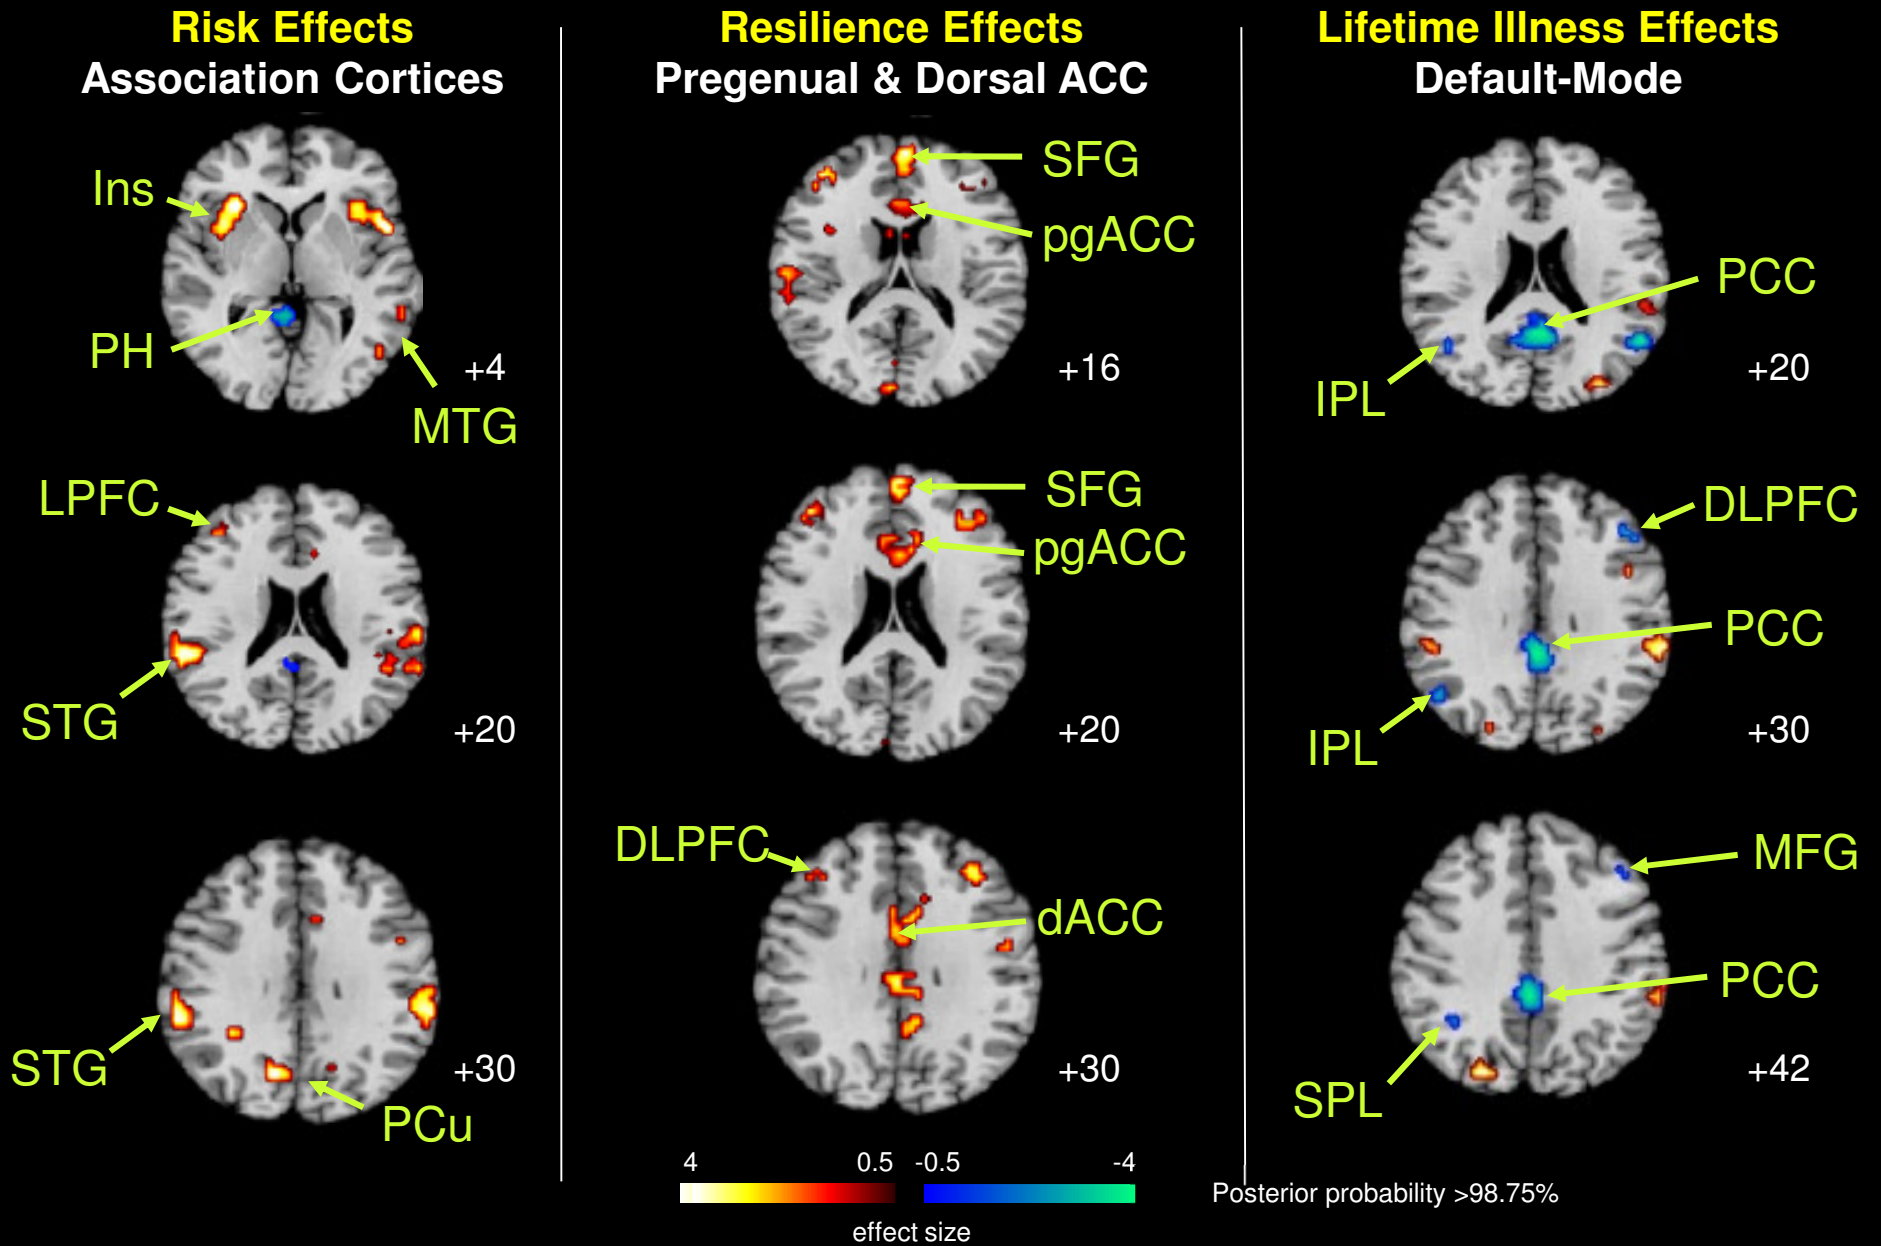 Risk Effects
Association Cortices
Ins
PH
+4
MTG
LPFC
STG
+20
STG
+30
PCu
Resilience Effects
Pregenual & Dorsal ACC
SFG
pgACC
+16
SFG
pgACC
+20
DLPFC
dACC
+30
Lifetime Illness Effects
Default-Mode
PCC
IPL
+20
DLPFC
PCC
IPL
+30
MFG
PCC
SPL
+42
4 0.5 -0.5 -4
effect size
Posterior probability >98.75%